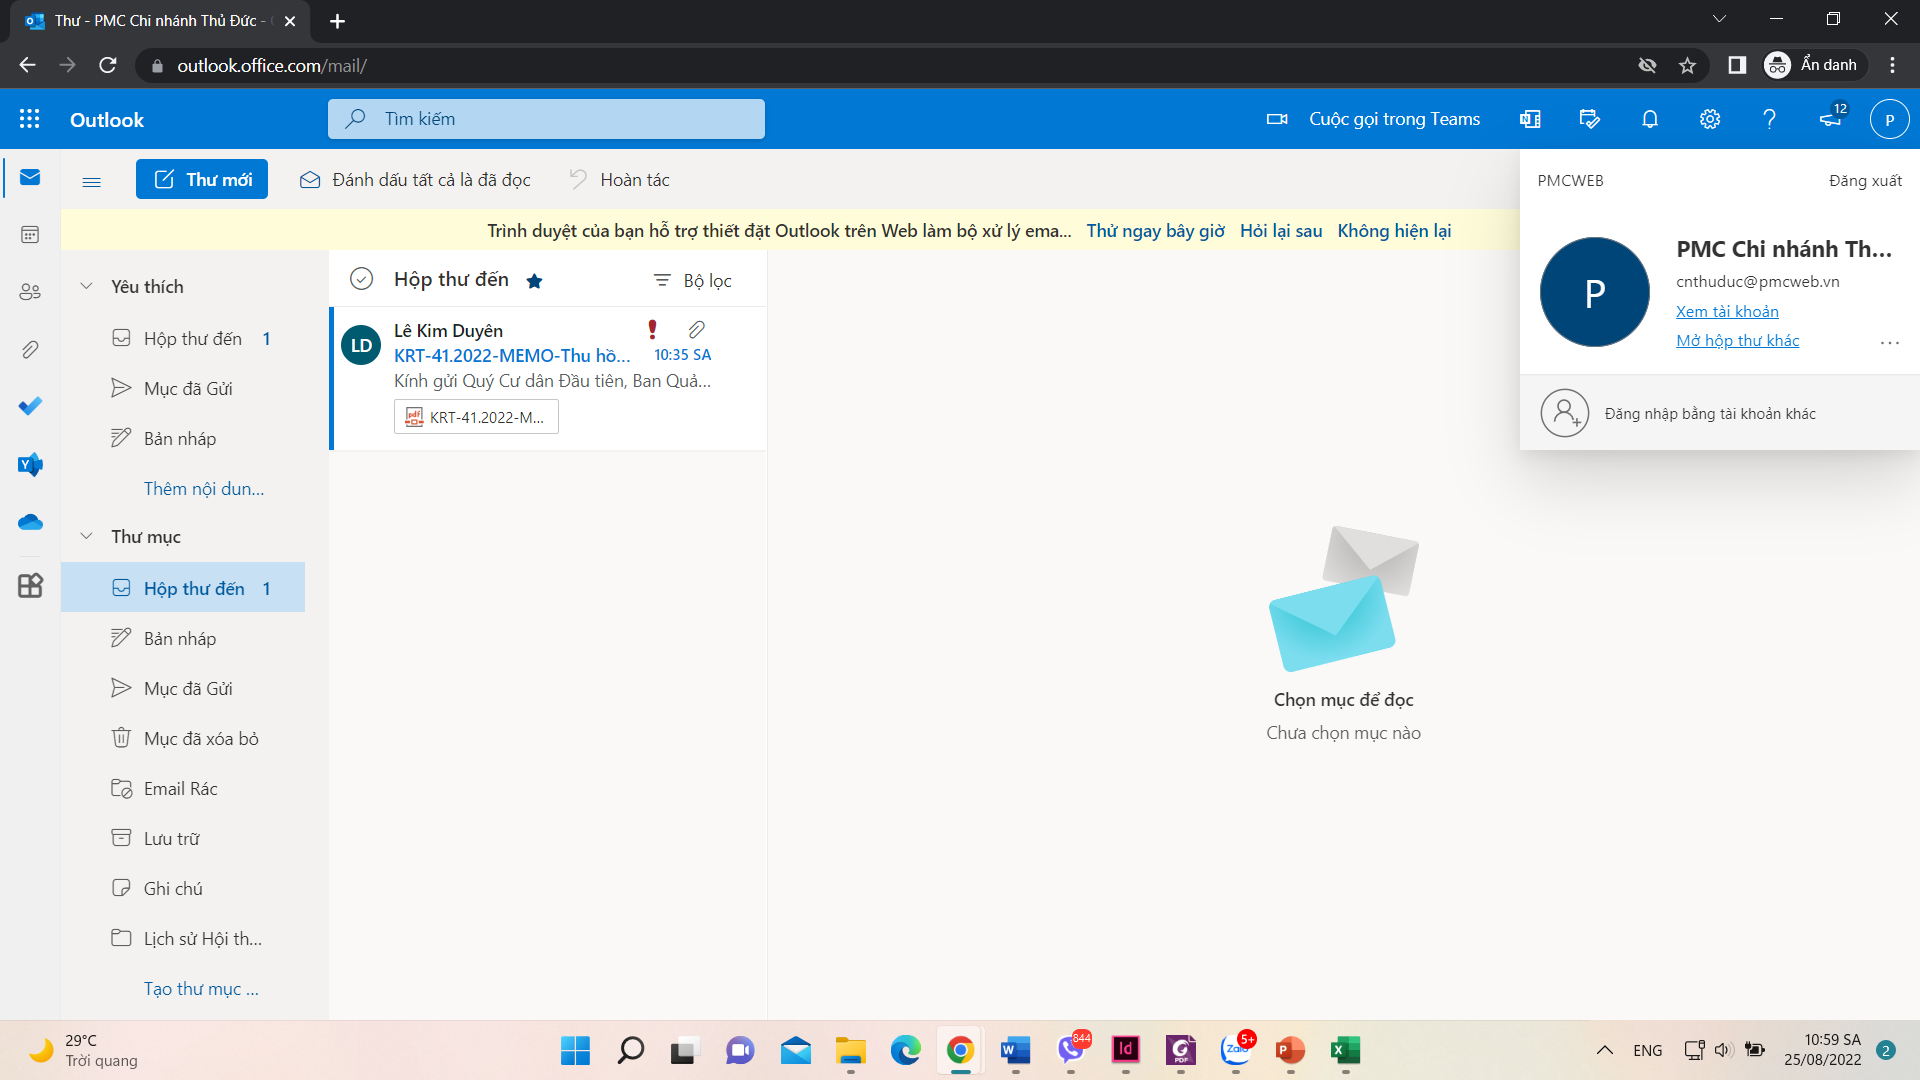 Thư - PMC Chi nhánh Thủ Đức -
outlook.office.com/mail/
Ẩn danh
Outlook
Tìm kiếm
Cuộc gọi trong Teams
12
P
Thư mới
Đánh dấu tất cả là đã đọc
Hoàn tác
PMCWEB
Đăng xuất
Trình duyệt của bạn hỗ trợ thiết đặt Outlook trên Web làm bộ xử lý ema...
Thử ngay bây giờ
Hỏi lại sau
Không hiện lại
P
PMC Chi nhánh Th...
cnthuduc@pmcweb.vn
Xem tài khoản
Mở hộp thư khác
Đăng nhập bằng tài khoản khác
Yêu thích
Hộp thư đến 1
Mục đã Gửi
Bản nháp
Thêm nội dun...
Thư mục
Hộp thư đến 1
Bản nháp
Mục đã Gửi
Mục đã xóa bỏ
Email Rác
Lưu trữ
Ghi chú
Lịch sử Hội th...
Tạo thư mục ...
Hộp thư đến
Bộ lọc
LD
Lê Kim Duyên
KRT-41.2022-MEMO-Thu hồ...
10:35 SA
Kính gửi Quý Cư dân Đầu tiên, Ban Quả...
pdf
KRT-41.2022-M...
Chọn mục để đọc
Chưa chọn mục nào
29°C
Trời quang
844
5+
Zalo
ENG
10:59 SA
25/08/2022
2